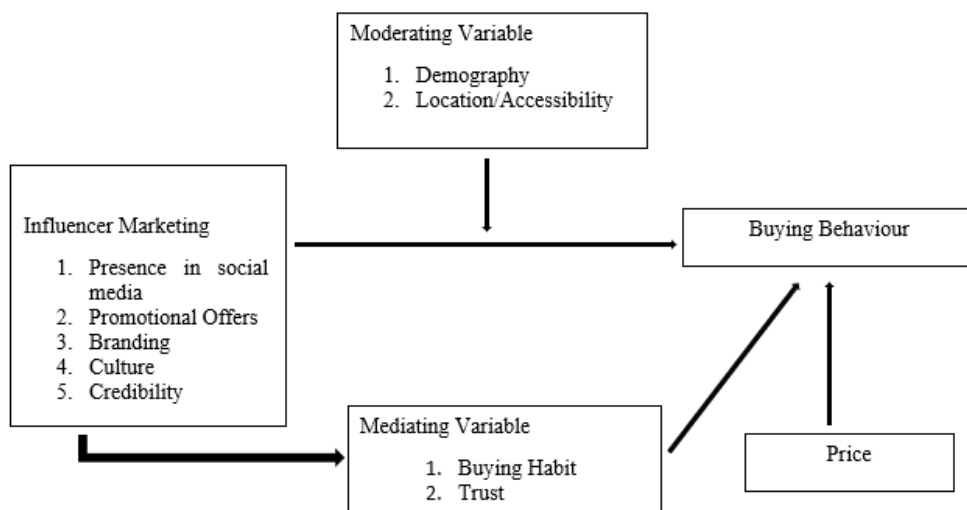 Moderating Variable
1. Demography
2. Location/Accessibility
Influencer Marketing
1. Presence in social
media
2. Promotional Offers
3. Branding
4. Culture
5. Credibility
Buying Behaviour
Mediating Variable
1. Buying Habit
2. Trust
Price